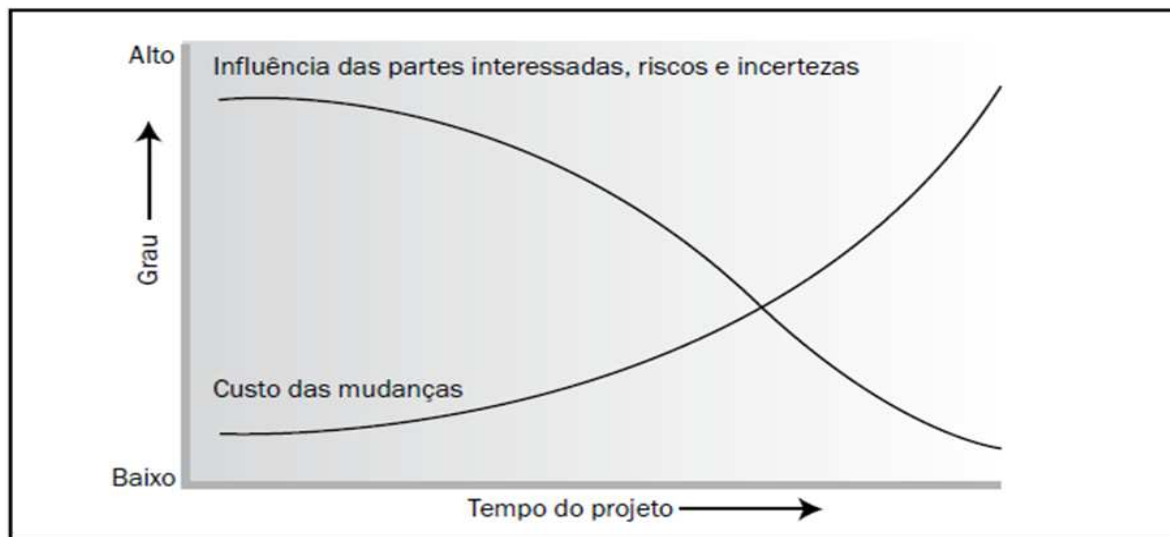 Alto
Influência das partes interessadas, riscos e incertezas
Grau
Custo das mudanças
Baixo
Tempo do projeto